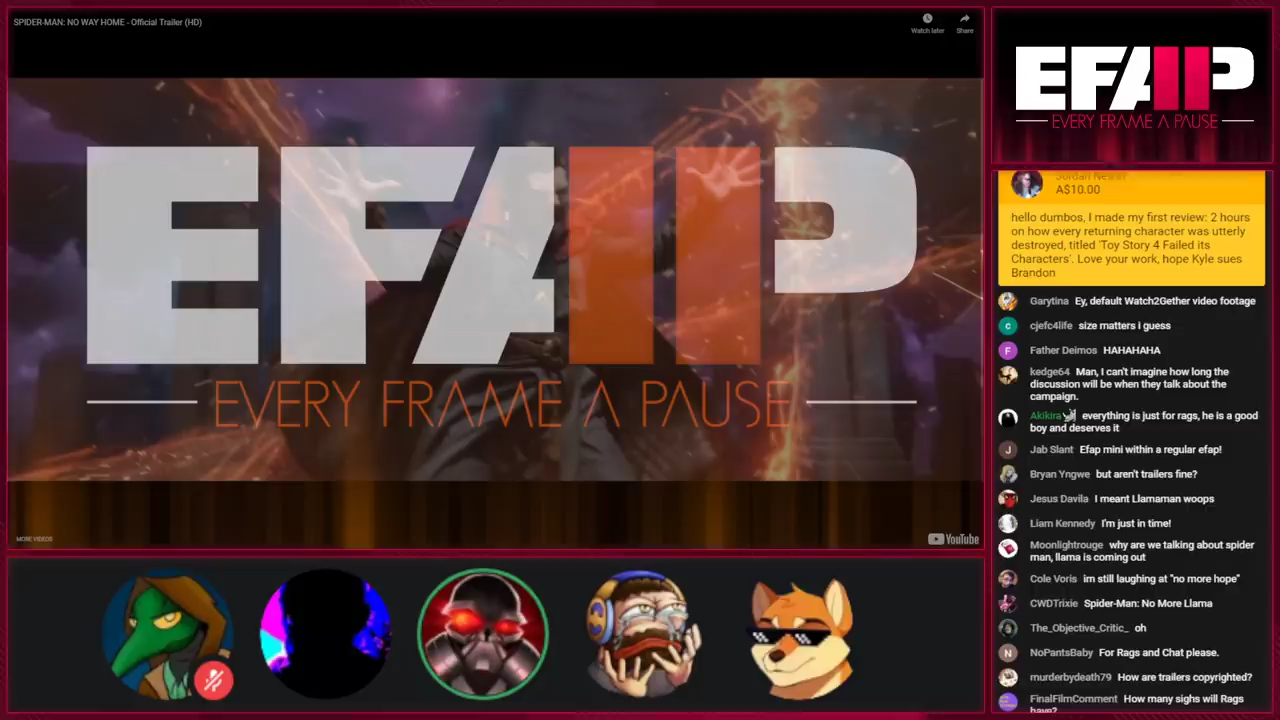 SPIDER-MAN: NO WAY HOME - Official Trailer (HD)
Watch later
Share
EFAP
EVERY FRAME A PAUSE
MORE VIDEOS
YouTube
EFAP
EVERY FRAME A PAUSE
Jordan
A$10.00
hello dumbos, I made my first review: 2 hours
on how every returning character was utterly
destroyed, titled 'Toy Story 4 Failed its
Characters'. Love your work, hope Kyle sues
Brandon
Garytina Ey, default Watch2Gether video footage
c
cjefc4life size matters i guess
F
Father Deimos HAHAHAHA
kedge64 Man, I can't imagine how long the
discussion will be when they talk about the
campaign.
Akikira everything is just for rags, he is a good
boy and deserves it
J
Jab Slant Efap mini within a regular efap!
Bryan Yngwe but aren't trailers fine?
Jesus Davila I meant Llamaman woops
Liam Kennedy I'm just in time!
Moonlightrouge why are we talking about spider
man, llama is coming out
Cole Voris im still laughing at "no more hope"
CWDTrixie Spider-Man: No More Llama
The_Objective_Critic_ oh
N
NoPantsBaby For Rags and Chat please.
murderbydeath79 How are trailers copyrighted?
FinalFilmComment How many sighs will Rags
have?